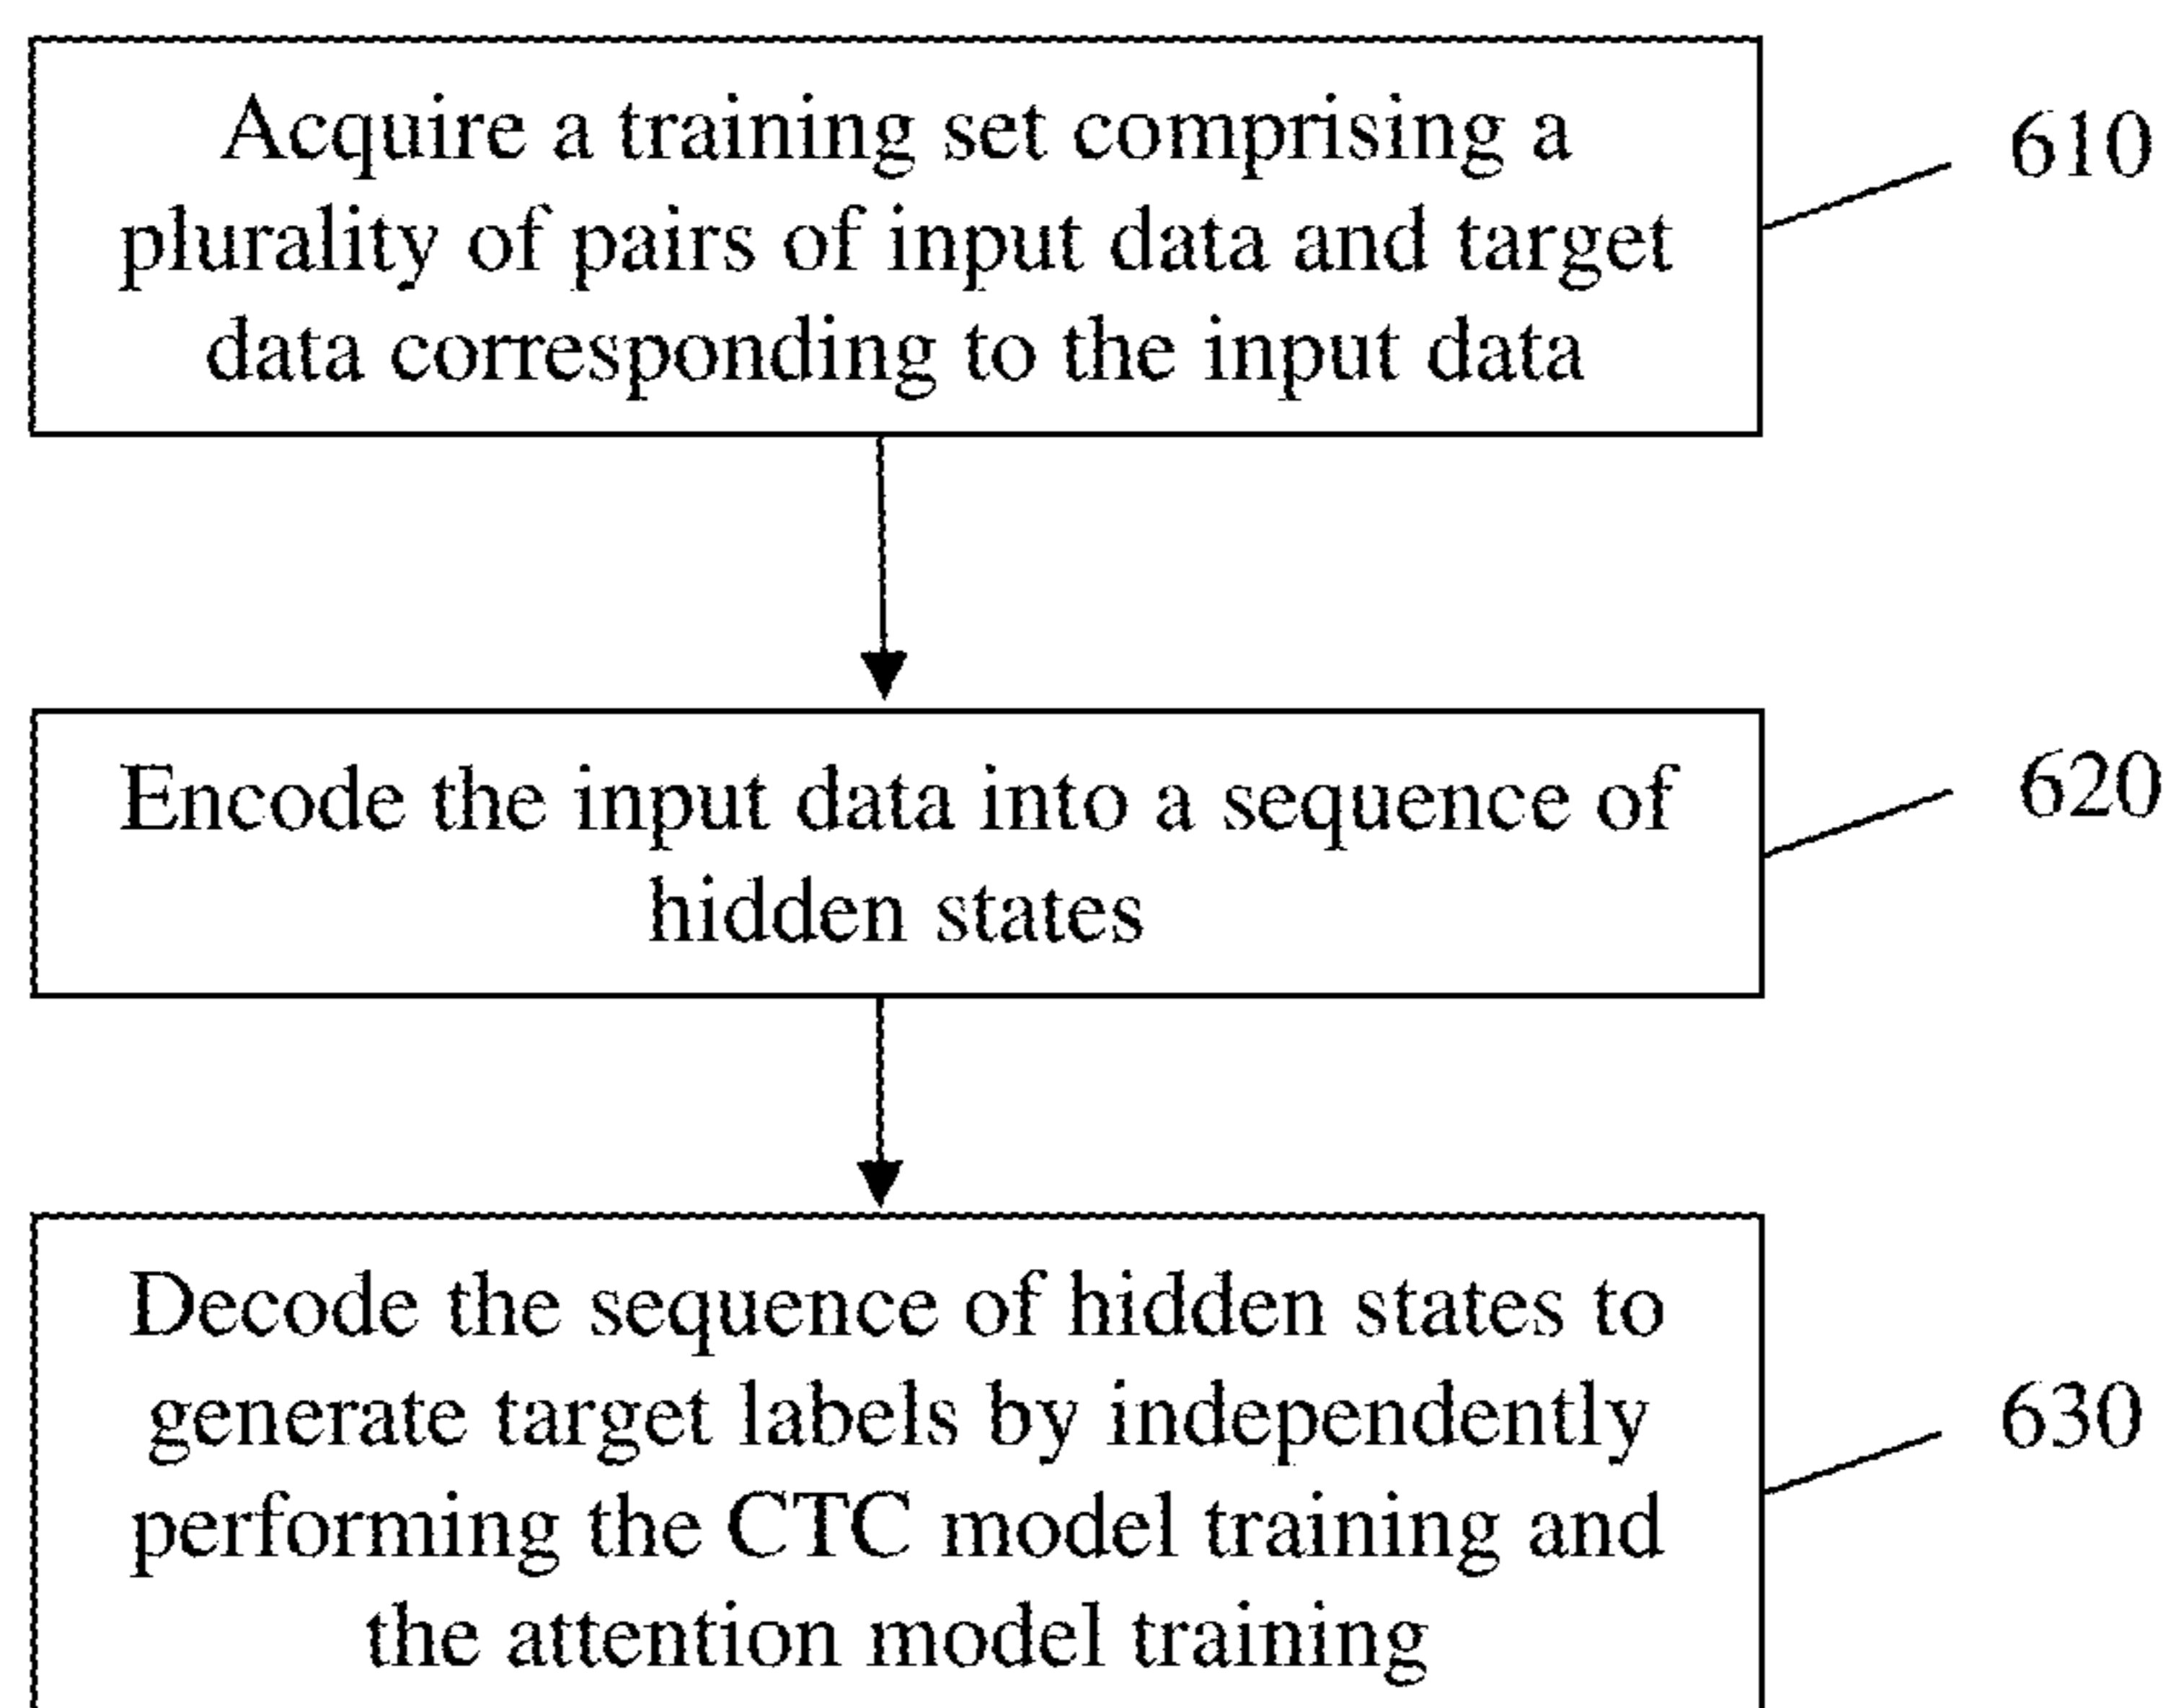 Acquire a training set comprising a
plurality of pairs of input data and target
data corresponding to the input data
610
Encode the input data into a sequence of
hidden states
620
Decode the sequence of hidden states to
generate target labels by independently
performing the CTC model training and
the attention model training
630